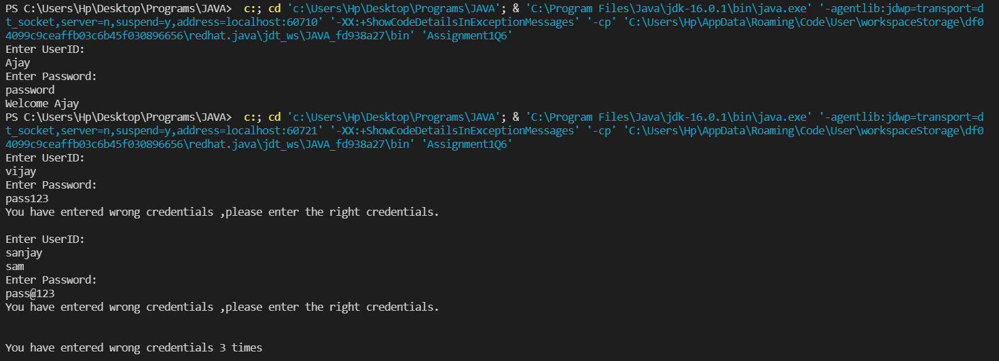 PS C:\Users\Hp\Desktop\Programs\JAVA>  c:; cd 'c:\Users\Hp\Desktop\Programs\JAVA'; & 'C:\Program Files\Java\jdk-16.0.1\bin\java.exe' '-agentlib:jdwp=transport=d
t_socket,server=n,suspend=y,address=localhost:60710' '-XX:+ShowCodeDetailsInExceptionMessages' '-cp' 'C:\Users\Hp\AppData\Roaming\Code\User\workspaceStorage\df0
4099c9ceaffb03c6b45f030896656\redhat.java\jdt_ws\JAVA_fd938a27\bin' 'Assignment1Q6'
Enter UserID:
Ajay
Enter Password:
password
Welcome Ajay
PS C:\Users\Hp\Desktop\Programs\JAVA>  c:; cd 'c:\Users\Hp\Desktop\Programs\JAVA'; & 'C:\Program Files\Java\jdk-16.0.1\bin\java.exe' '-agentlib:jdwp=transport=d
t_socket,server=n,suspend=y,address=localhost:60721' '-XX:+ShowCodeDetailsInExceptionMessages' '-cp' 'C:\Users\Hp\AppData\Roaming\Code\User\workspaceStorage\df0
4099c9ceaffb03c6b45f030896656\redhat.java\jdt_ws\JAVA_fd938a27\bin' 'Assignment1Q6'
Enter UserID:
vijay
Enter Password:
pass123
You have entered wrong credentials ,please enter the right credentials.
Enter UserID:
sanjay
sam
Enter Password:
pass@123
You have entered wrong credentials ,please enter the right credentials.
You have entered wrong credentials 3 times